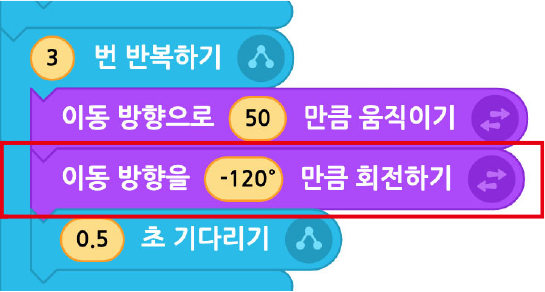 3 번 반복하기
이동 방향으로 50 만큼 움직이기
이동 방향을 -120° 만큼 회전하기
0.5 초 기다리기